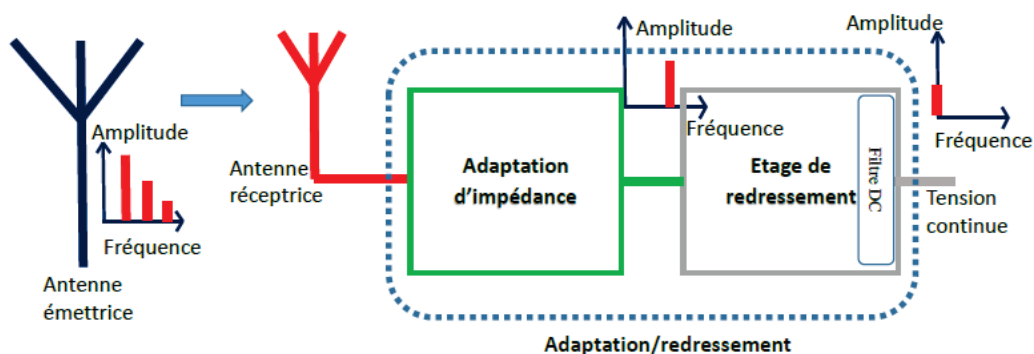 Amplitude
Fréquence
Antenne
émettrice
Antenne
réceptrice
Adaptation
d’impédance
Amplitude
Fréquence
Etage de
redressement
Filtre DC
Amplitude
Fréquence
Tension
continue
Adaptation/redressement